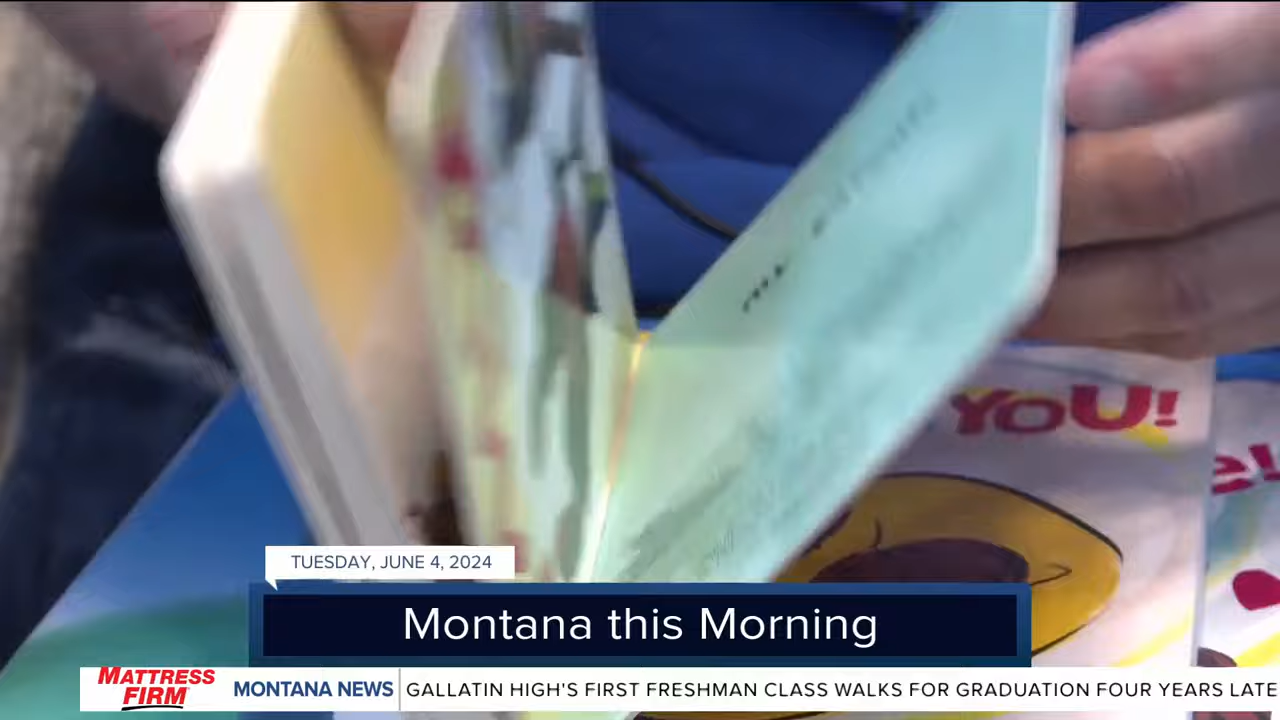 YOU!
e!
TUESDAY, JUNE 4, 2024
Montana this Morning
MATTRESS
FIRM
MONTANA NEWS
GALLATIN HIGH'S FIRST FRESHMAN CLASS WALKS FOR GRADUATION FOUR YEARS LATE